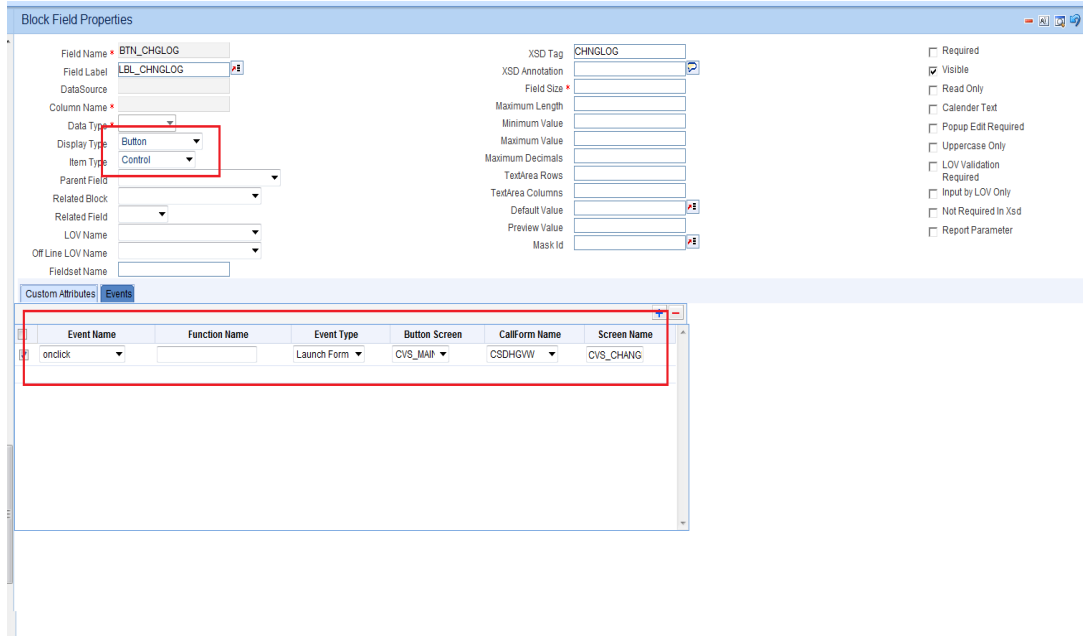 Block Field Properties
Field Name * BTN_CHGLOG
Field Label LBL_CHNGLOG
DataSource
Column Name *
Data Type *
Display Type Button
Item Type Control
Parent Field
Related Block
Related Field
LOV Name
Off Line LOV Name
Fieldset Name
XSD Tag CHNGLOG
XSD Annotation
Field Size *
Maximum Length
Minimum Value
Maximum Value
Maximum Decimals
TextArea Rows
TextArea Columns
Default Value
Preview Value
Mask Id
Required
Visible
Read Only
Calender Text
Popup Edit Required
Uppercase Only
LOV Validation
Required
Input by LOV Only
Not Required In Xsd
Report Parameter
Custom Attributes Events
Event Name Function Name Event Type Button Screen CallForm Name Screen Name
onclick Launch Form CVS_MAIN CSDHGVW CVS_CHANG